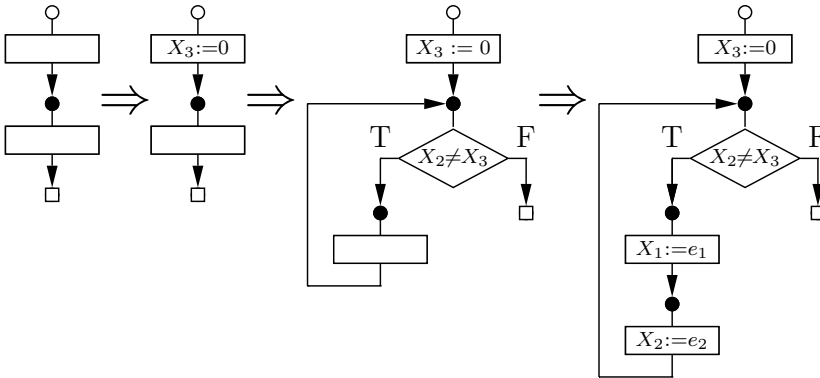 X₃:=0
X₃ := 0
X₃:=0
T F
T F
X₂≠X₃
X₂≠X₃
X₁:=e₁
X₂:=e₂